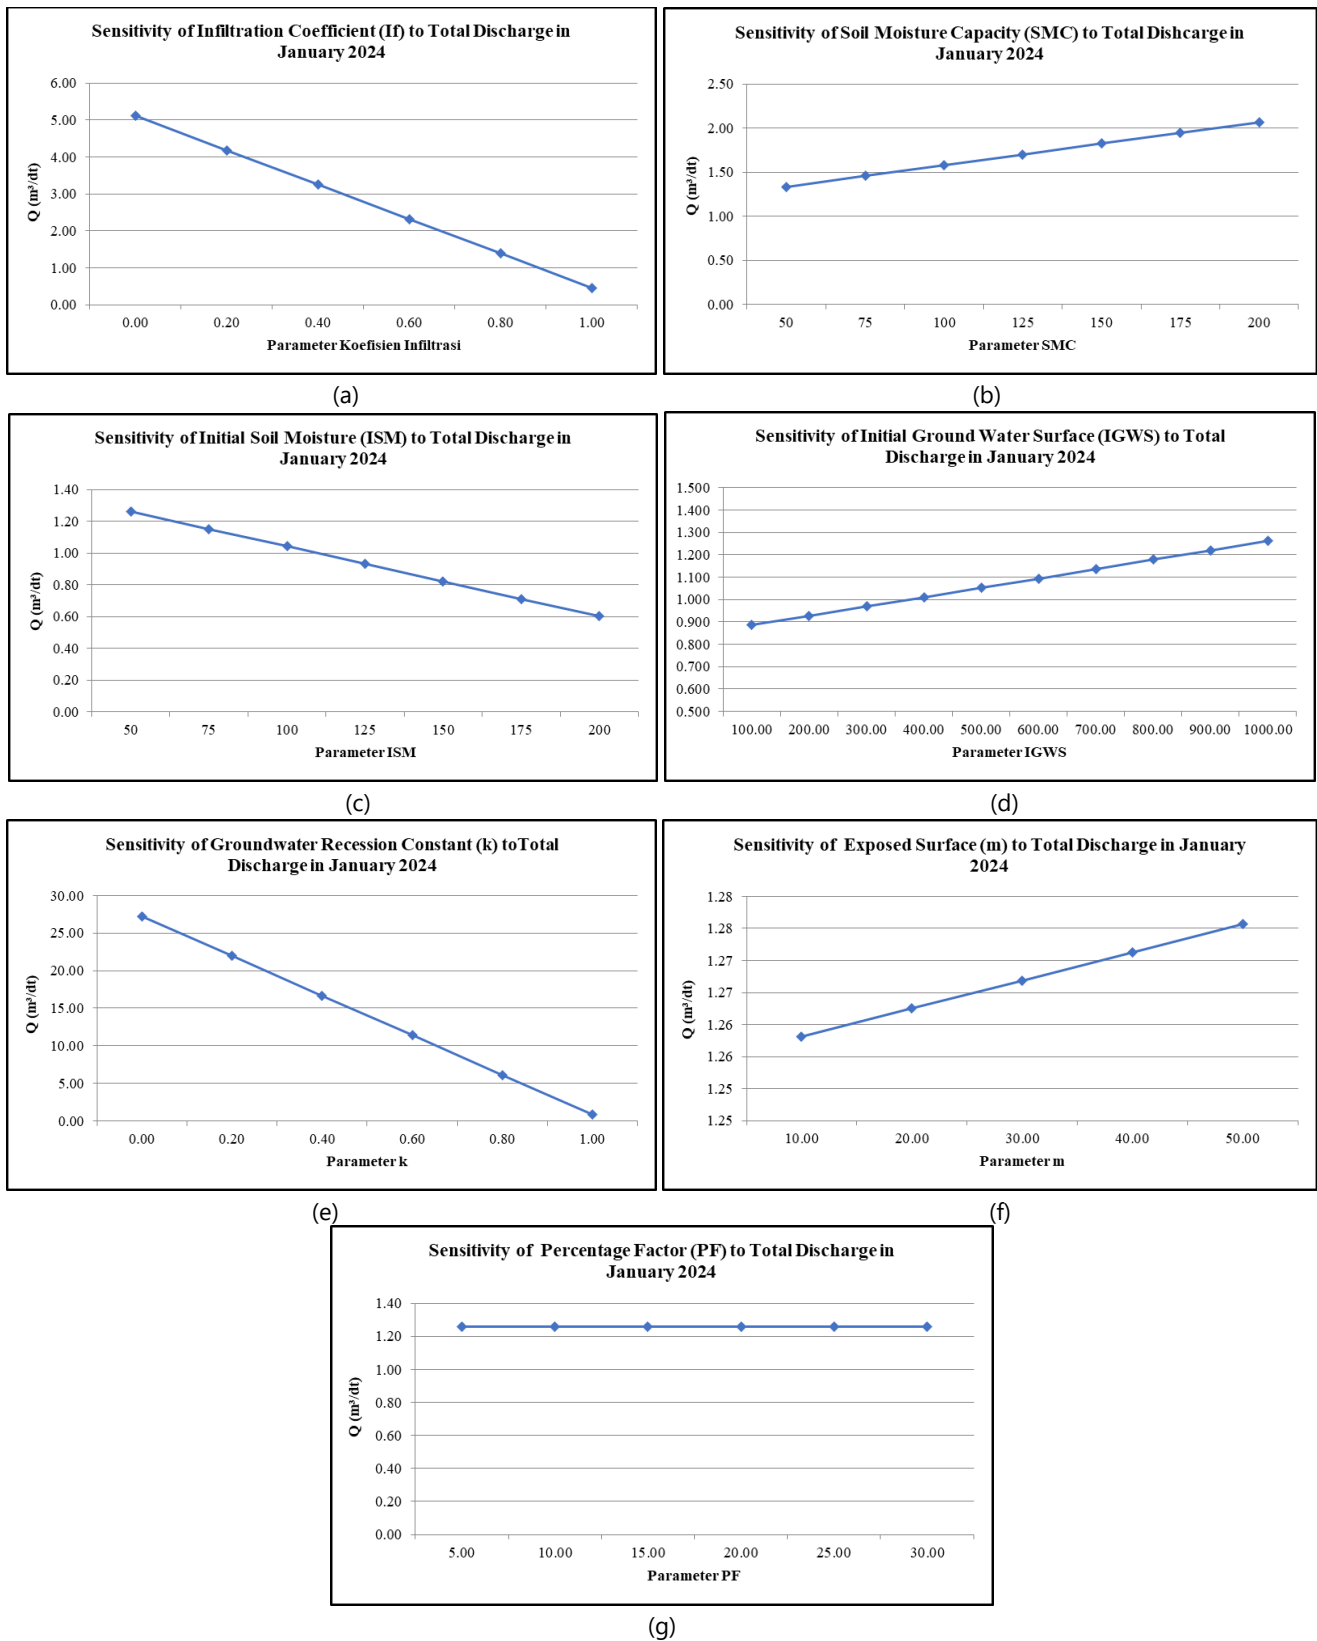 Sensitivity of Infiltration Coefficient (If) to Total Discharge in
January 2024
6.00
5.00
4.00
3.00
2.00
1.00
0.00
Q (m³/dt)
0.00 0.20 0.40 0.60 0.80 1.00
Parameter Koefisien Infiltrasi
(a)
Sensitivity of Soil Moisture Capacity (SMC) to Total Dishcarge in
January 2024
2.50
2.00
1.50
1.00
0.50
0.00
Q (m³/dt)
50 75 100 125 150 175 200
Parameter SMC
(b)
Sensitivity of Initial Soil Moisture (ISM) to Total Discharge in
January 2024
1.40
1.20
1.00
0.80
0.60
0.40
0.20
0.00
Q (m³/dt)
50 75 100 125 150 175 200
Parameter ISM
(c)
Sensitivity of Initial Ground Water Surface (IGWS) to Total
Discharge in January 2024
1.500
1.400
1.300
1.200
1.100
1.000
0.900
0.800
0.700
0.600
0.500
Q (m³/dt)
100.00 200.00 300.00 400.00 500.00 600.00 700.00 800.00 900.00 1000.00
Parameter IGWS
(d)
Sensitivity of Groundwater Recession Constant (k) toTotal
Discharge in January 2024
30.00
25.00
20.00
15.00
10.00
5.00
0.00
Q (m³/dt)
0.00 0.20 0.40 0.60 0.80 1.00
Parameter k
(e)
Sensitivity of Exposed Surface (m) to Total Discharge in January
2024
1.28
1.28
1.27
1.27
1.26
1.26
1.25
1.25
Q (m³/dt)
10.00 20.00 30.00 40.00 50.00
Parameter m
(f)
Sensitivity of Percentage Factor (PF) to Total Discharge in
January 2024
1.40
1.20
1.00
0.80
0.60
0.40
0.20
0.00
Q (m³/dt)
5.00 10.00 15.00 20.00 25.00 30.00
Parameter PF
(g)